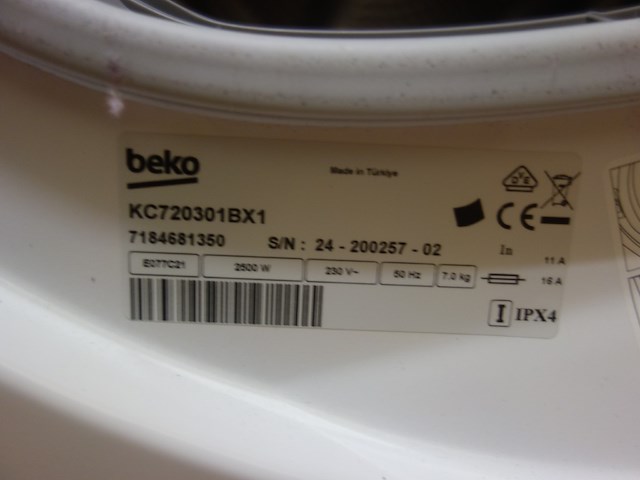 beko
Made in Türkiye
KC720301BX1
7184681350 S/N : 24 - 200257 - 02
In 11 A
E077C21 2500 W 230 V~ 50 Hz 7.0 kg 16 A
I IPX4